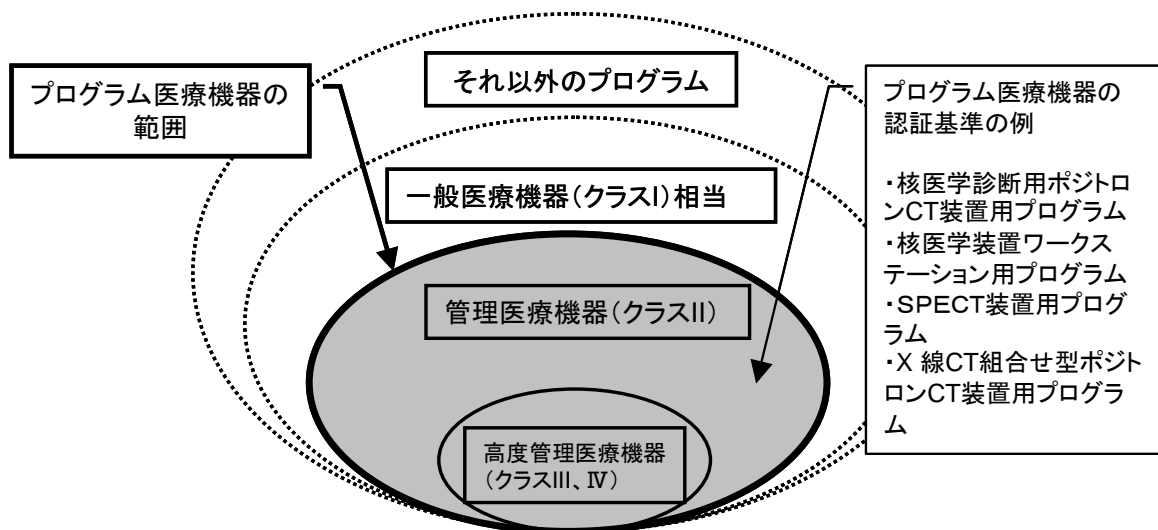 プログラム医療機器の
範囲
それ以外のプログラム
一般医療機器(クラスI)相当
管理医療機器(クラスII)
高度管理医療機器
(クラスIII、Ⅳ)
プログラム医療機器の
認証基準の例
・核医学診断用ポジトロ
ンCT装置用プログラム
・核医学装置ワークス
テーション用プログラム
・SPECT装置用プログ
ラム
・X 線CT組合せ型ポジト
ロンCT装置用プログラ
ム